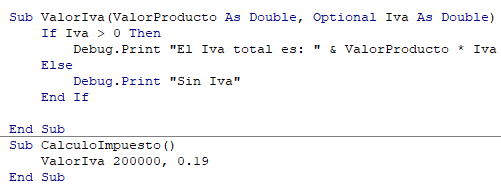 Sub ValorIva(ValorProducto As Double, Optional Iva As Double)
    If Iva > 0 Then
        Debug.Print "El Iva total es: " & ValorProducto * Iva
    Else
        Debug.Print "Sin Iva"
    End If

End Sub
Sub CalculoImpuesto()
    ValorIva 200000, 0.19
End Sub